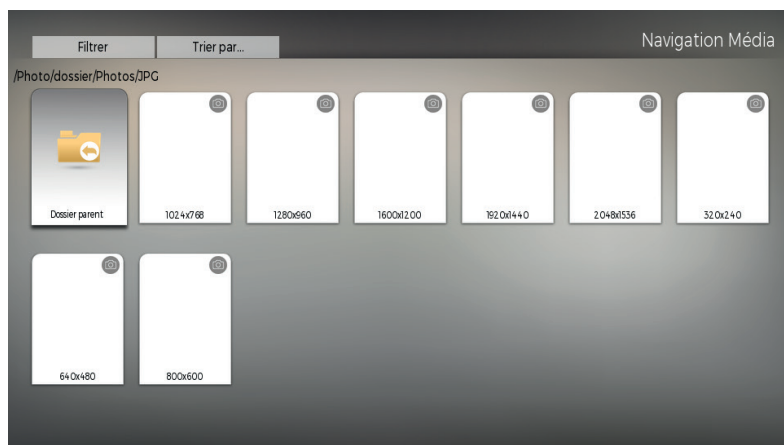 Filtrer
Trier par...
Navigation Média
/Photo/dossier/Photos/JPG
Dossier parent
1024x768
1280x960
1600x1200
1920x1440
2048x1536
320x240
640x480
800x600